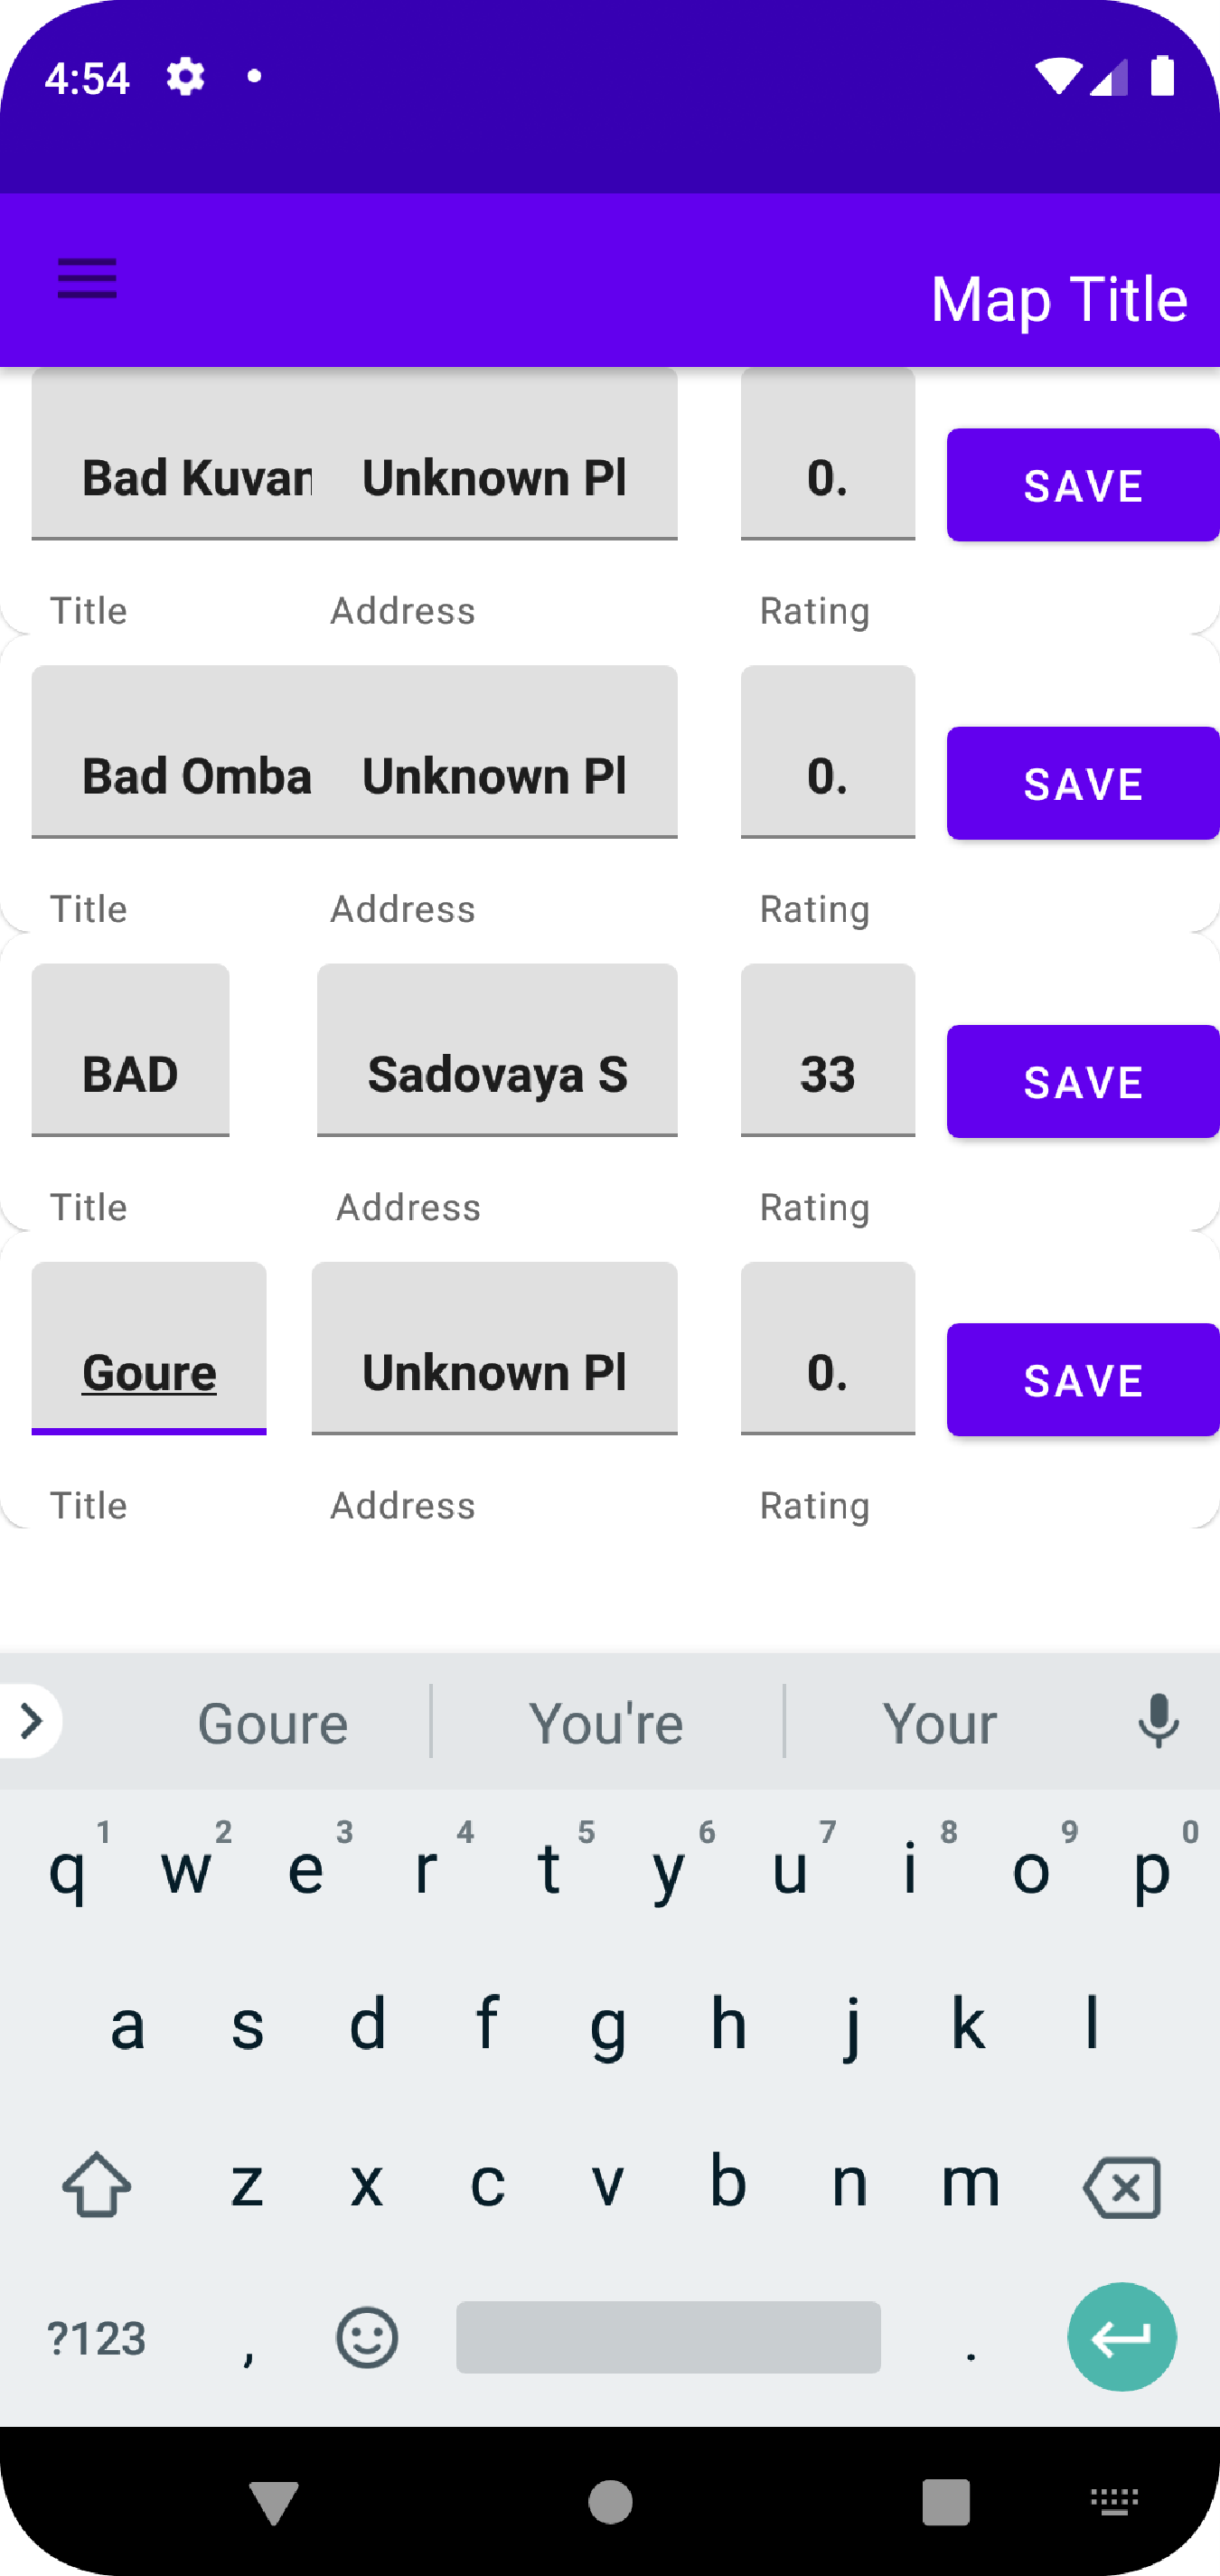 4:54
Map Title
Bad Kuvan Unknown Pl 0. SAVE
Title Address Rating
Bad Omba Unknown Pl 0. SAVE
Title Address Rating
BAD Sadovaya S 33 SAVE
Title Address Rating
Goure Unknown Pl 0. SAVE
Title Address Rating
Goure You're Your
1 2 3 4 5 6 7 8 9 0
q w e r t y u i o p
a s d f g h j k l
z x c v b n m
?123 , .